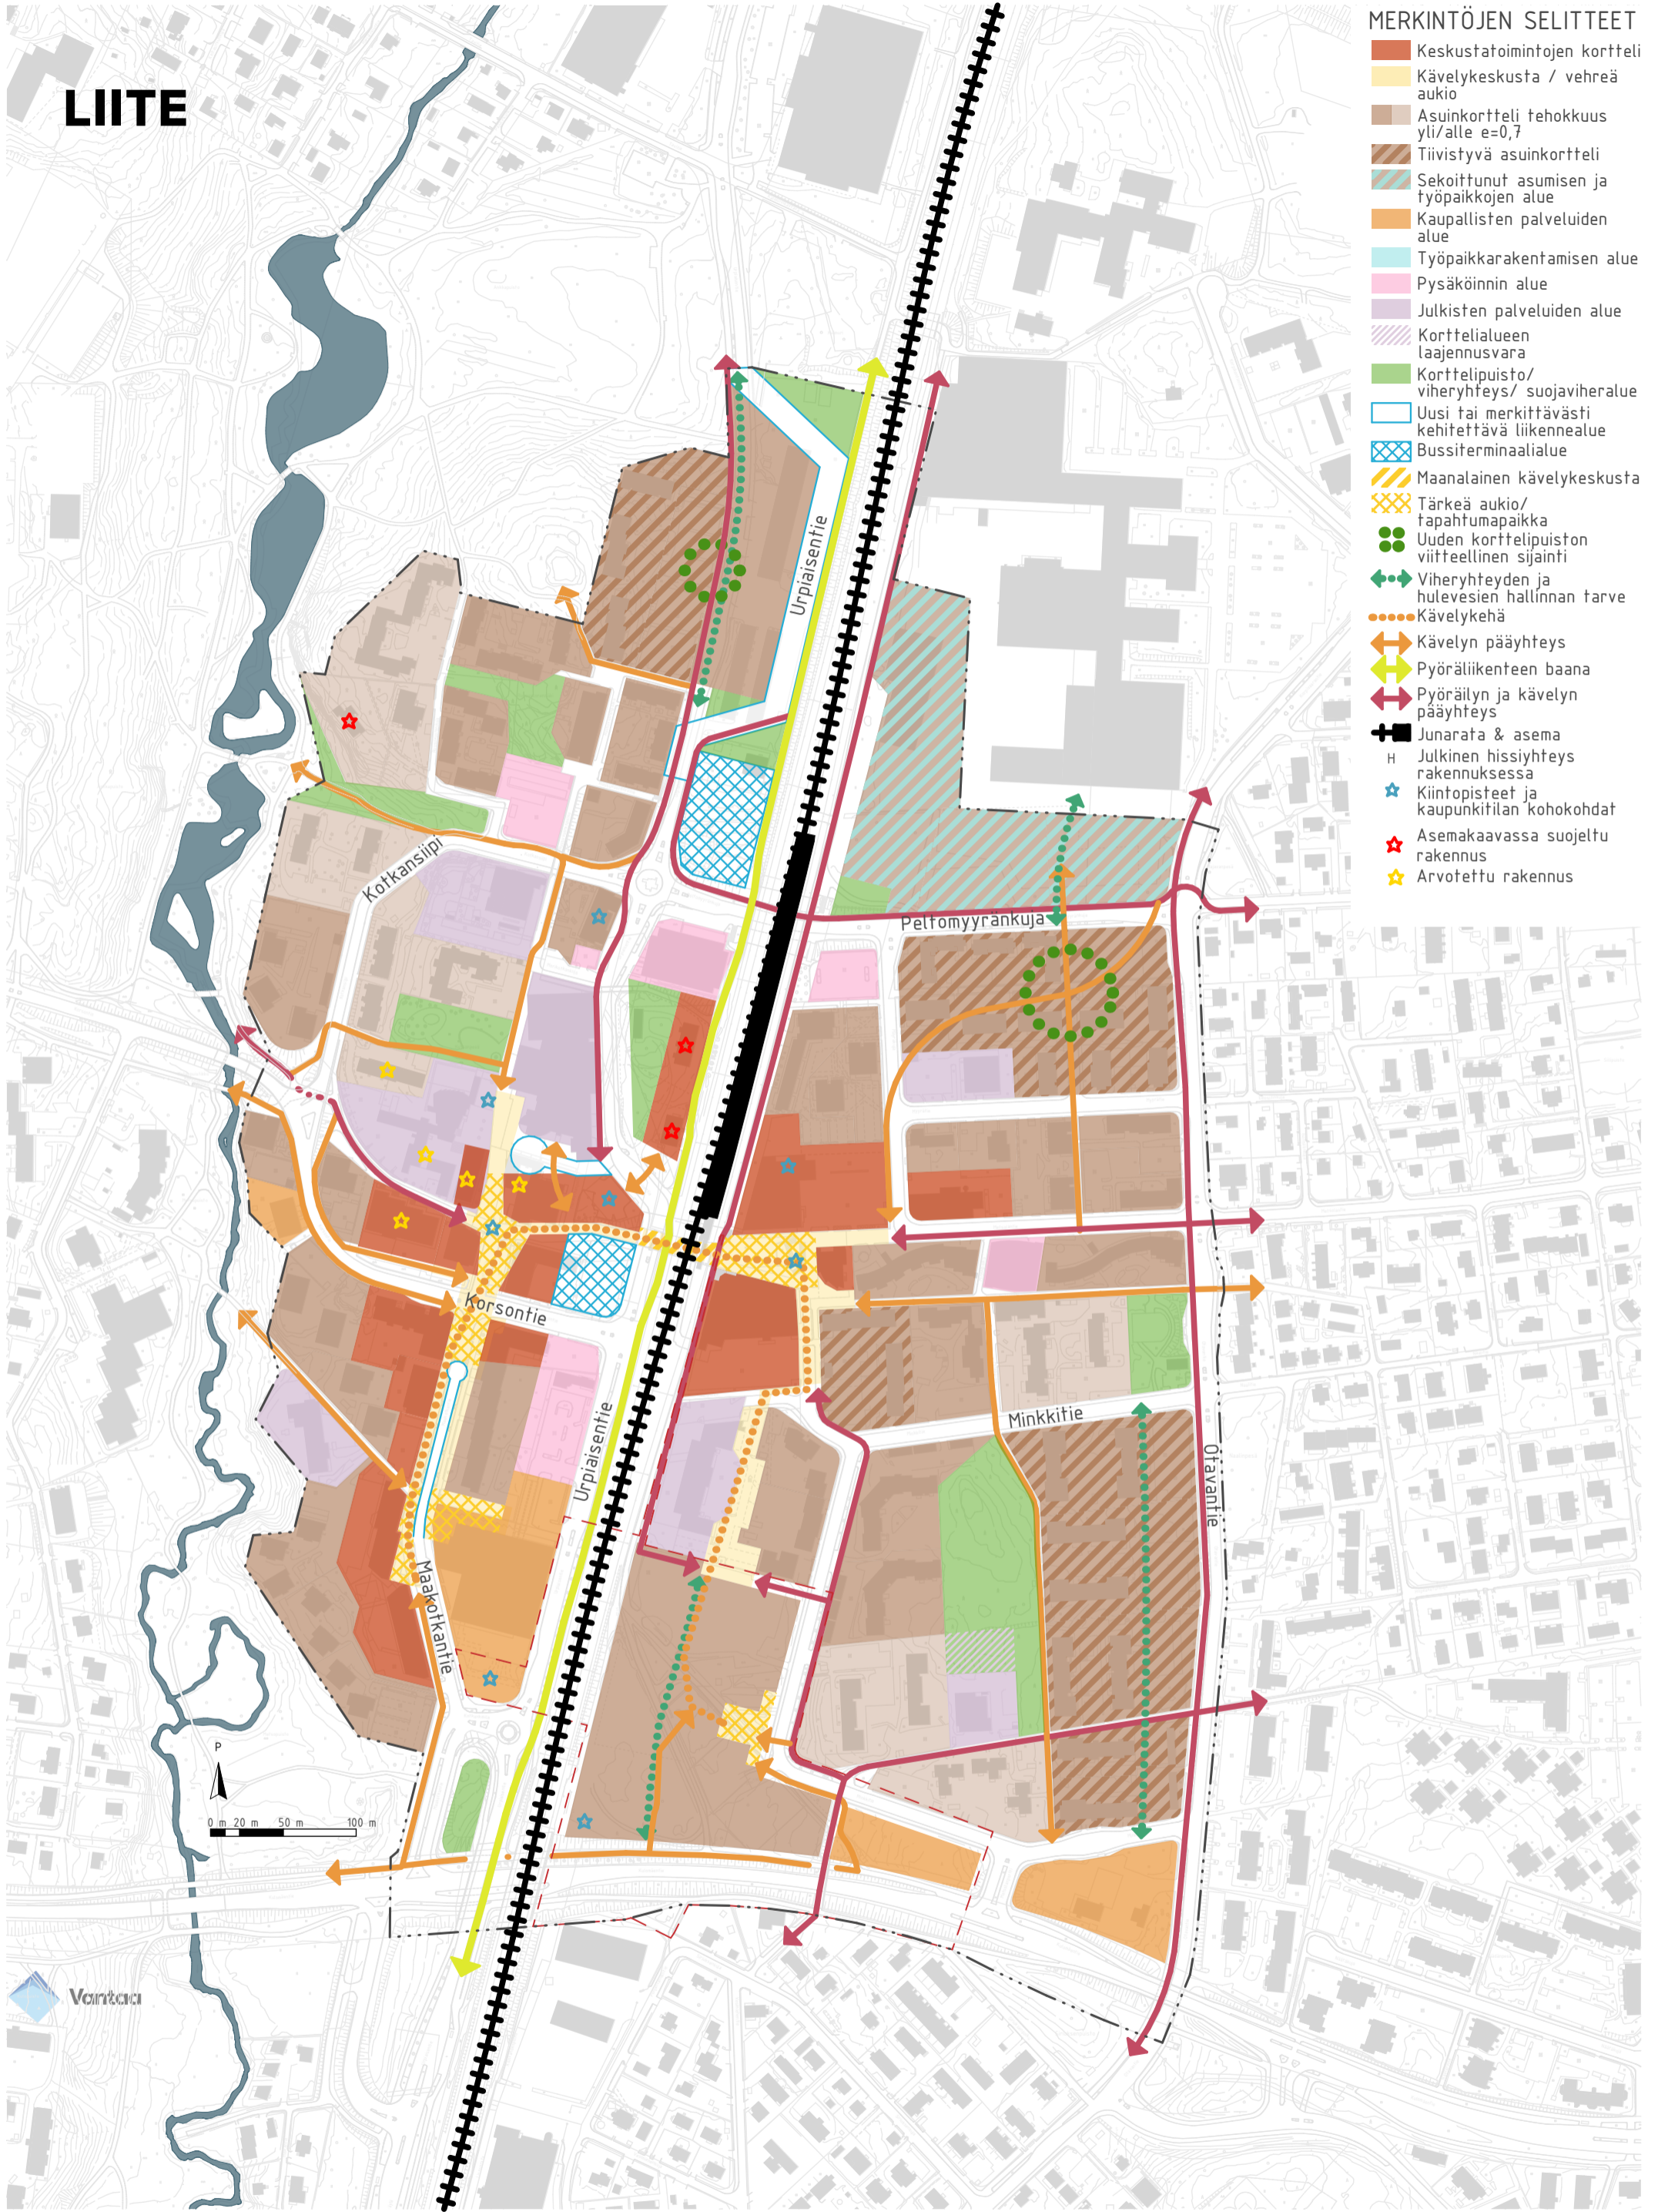 LIITE
MERKINTÖJEN SELITTEET
Keskustatoimintojen kortteli
Kävelykeskusta / vehreä
aukio
Asuinkortteli tehokkuus
yli/alle e=0,7
Tiivistyvä asuinkortteli
Sekoittunut asumisen ja
työpaikkojen alue
Kaupallisten palveluiden
alue
Työpaikkarakentamisen alue
Pysäköinnin alue
Julkisten palveluiden alue
Korttelialueen
laajennusvara
Korttelipuisto/
viheryhteys/ suojaviheralue
Uusi tai merkittävästi
kehitettävä liikennealue
Bussiterminaalialue
Maanalainen kävelykeskusta
Tärkeä aukio/
tapahtumapaikka
Uuden korttelipuiston
viitteellinen sijainti
Viheryhteyden ja
hulevesien hallinnan tarve
Kävelykehä
Kävelyn pääyhteys
Pyöräliikenteen baana
Pyöräilyn ja kävelyn
pääyhteys
Junarata & asema
H
Julkinen hissiyhteys
rakennuksessa
Kiintopisteet ja
kaupunkitilan kohokohdat
Asemakaavassa suojeltu
rakennus
Arvotettu rakennus
Urpiaisentie
Kotkansiipi
Peltomyyränkuja
Korsontie
Urpiaisentie
Minkkitie
Otavantie
Maakotkantie
P
0 m 20 m 50 m 100 m
Vantaa